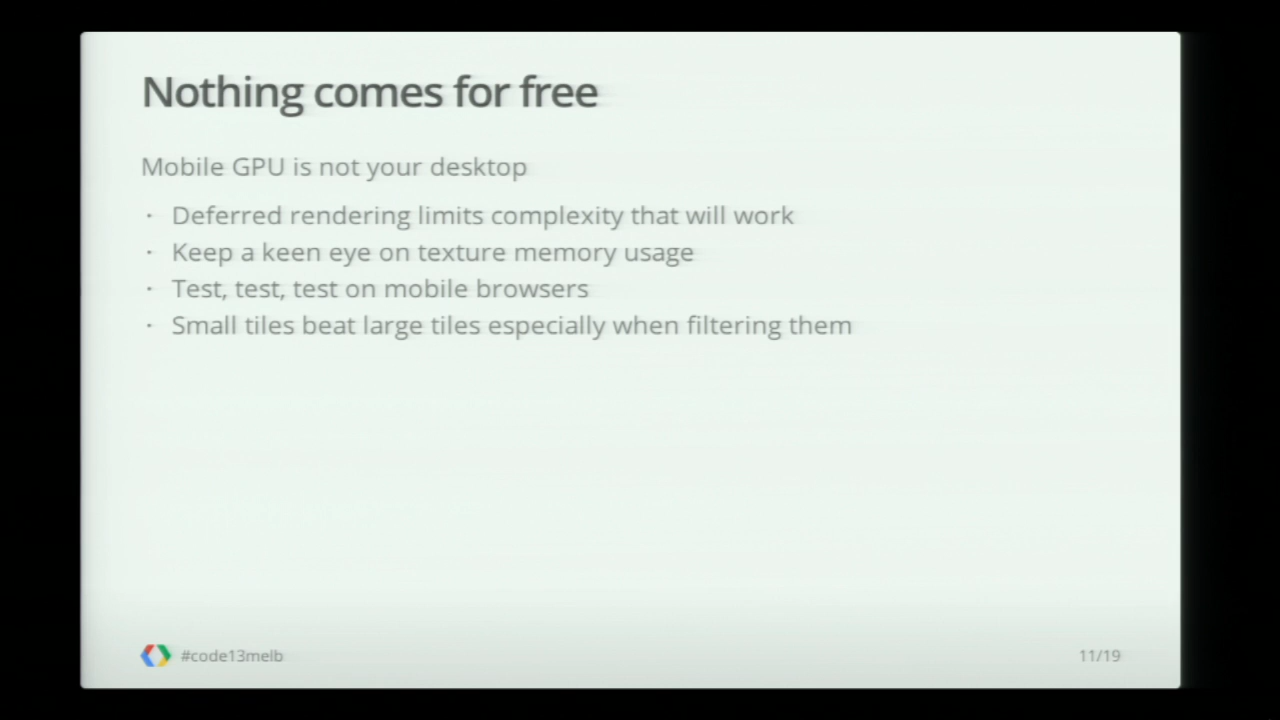 Nothing comes for free
Mobile GPU is not your desktop
· Deferred rendering limits complexity that will work
· Keep a keen eye on texture memory usage
· Test, test, test on mobile browsers
· Small tiles beat large tiles especially when filtering them
#code13melb
11/19